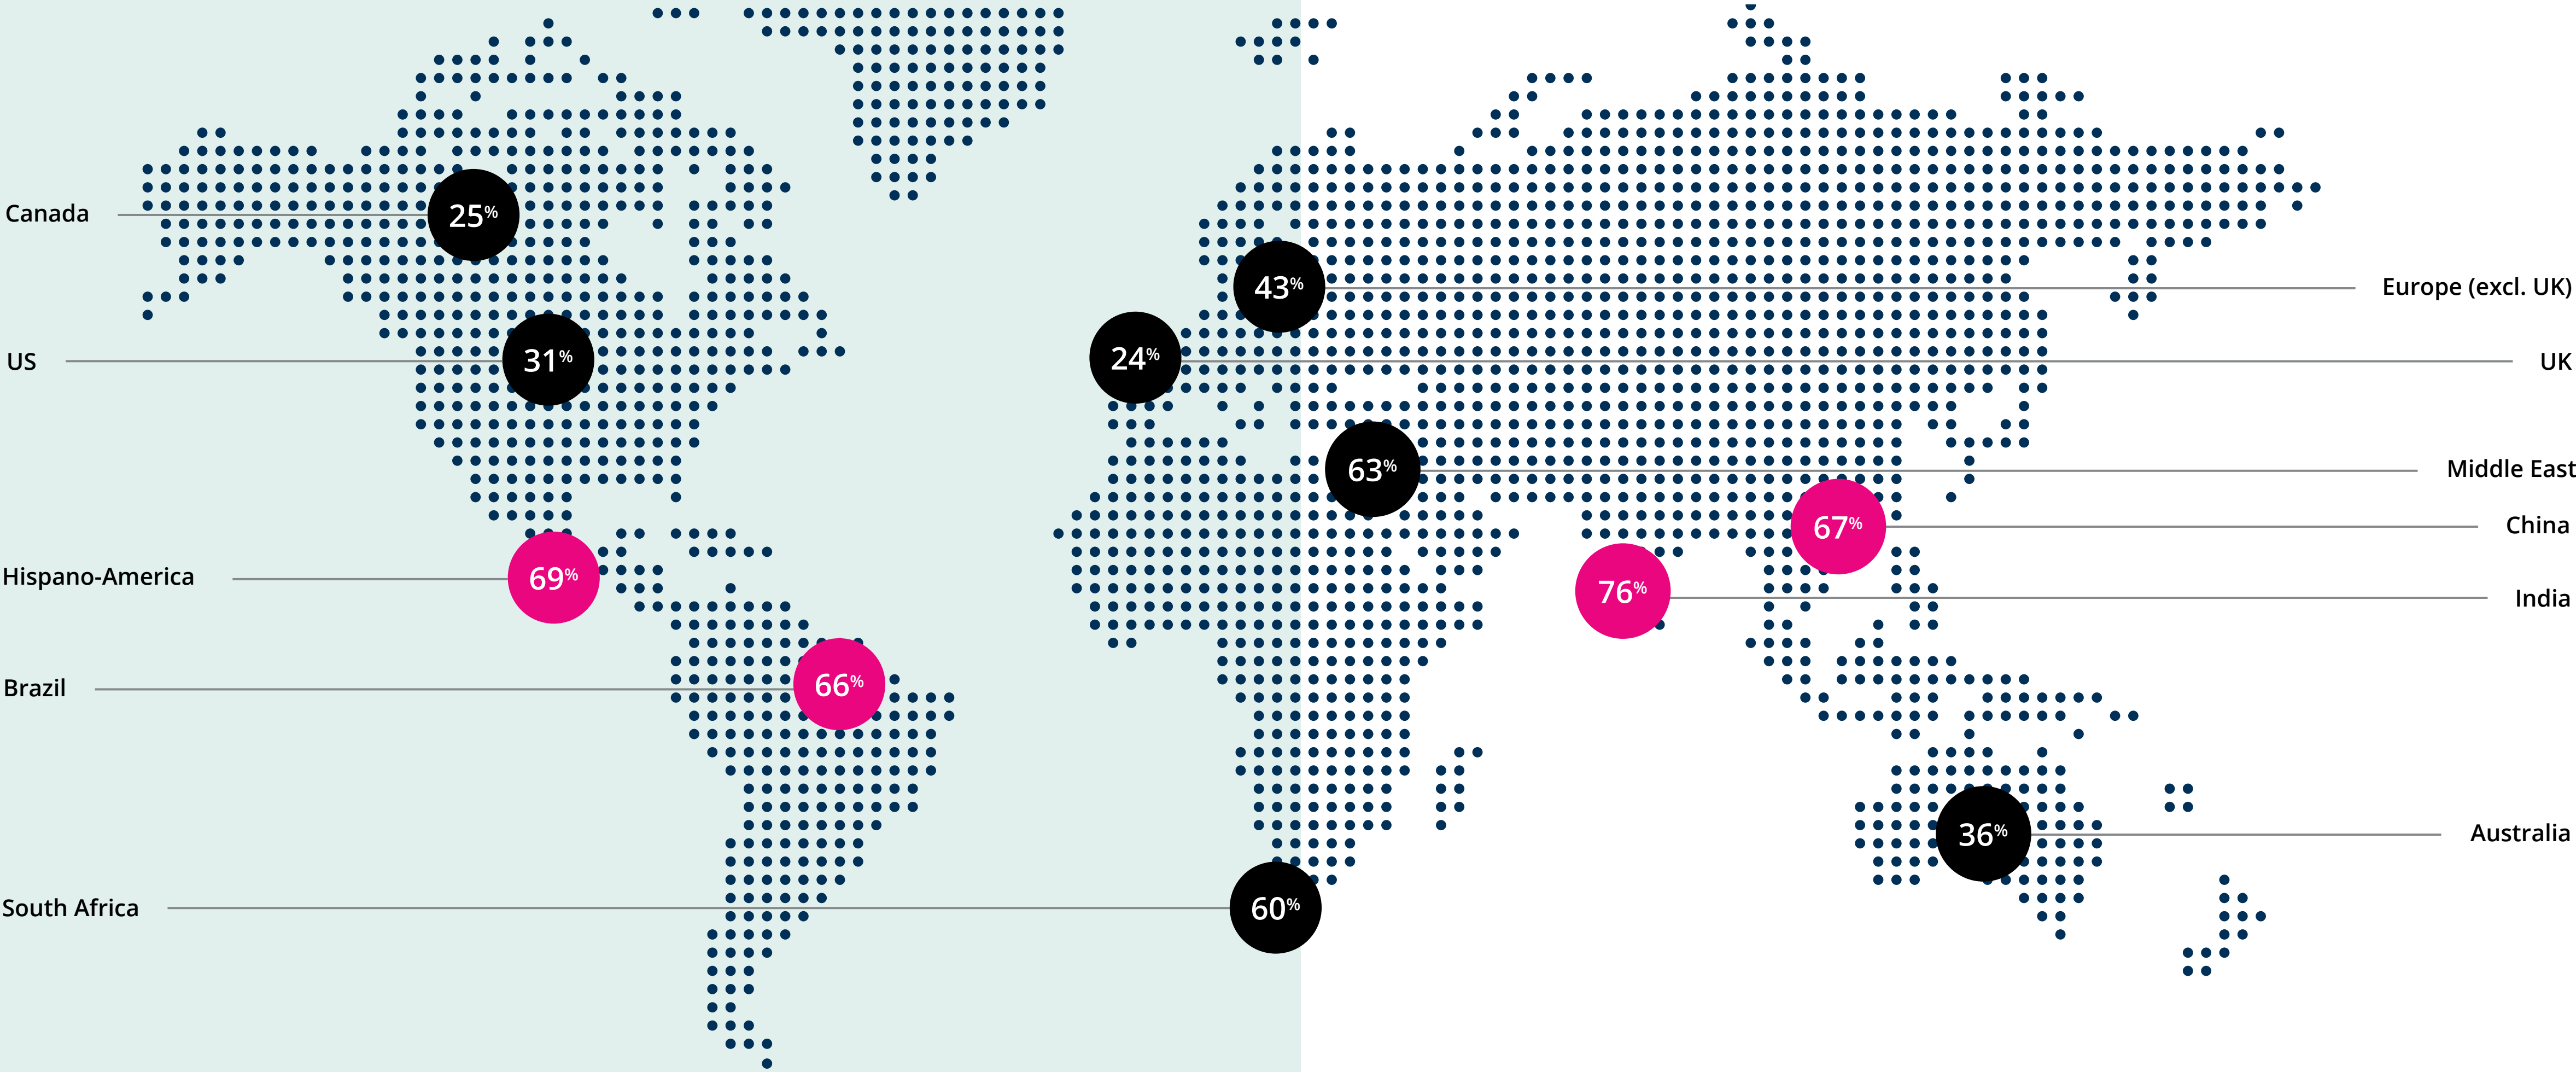 Canada
25%
43%
Europe (excl. UK)
US
31%
24%
UK
63%
Middle East
67%
China
Hispano-America
69%
76%
India
Brazil
66%
36%
Australia
South Africa
60%